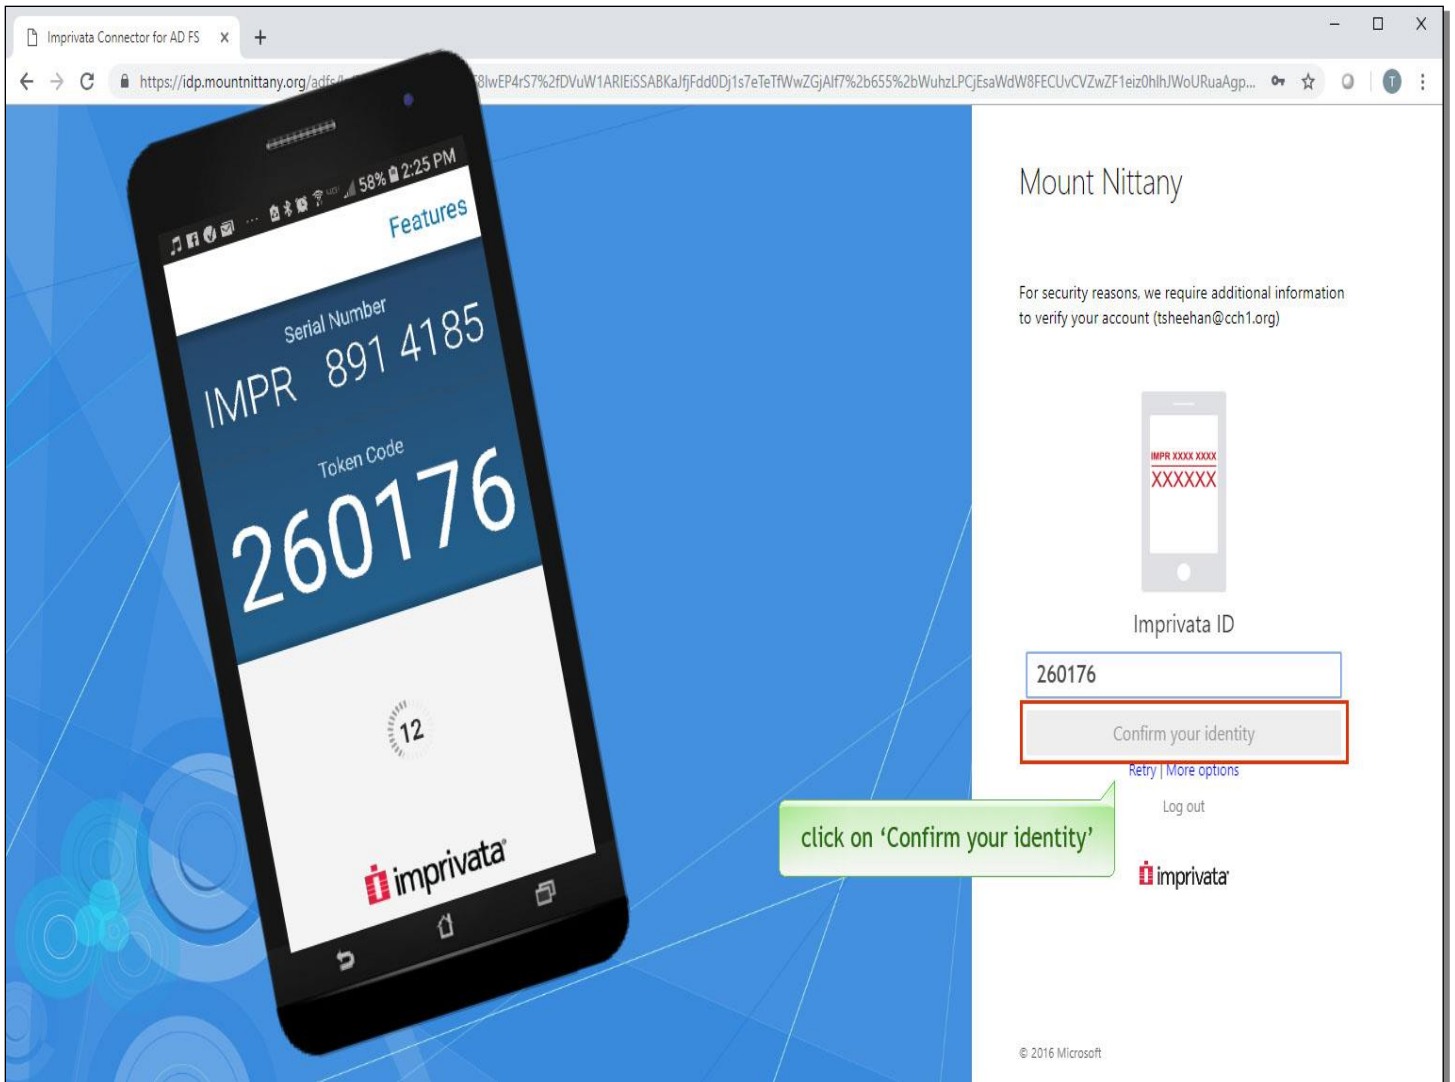 Imprivata Connector for AD FS
https://idp.mountnittany.org/adfs/
58% 2:25 PM
Features
Serial Number
IMPR 891 4185
Token Code
260176
12
imprivata
Mount Nittany
For security reasons, we require additional information
to verify your account (tsheehan@cch1.org)
IMPR XXXX XXXX
XXXXXX
Imprivata ID
260176
Confirm your identity
Retry | More options
Log out
click on ‘Confirm your identity’
imprivata
© 2016 Microsoft
T